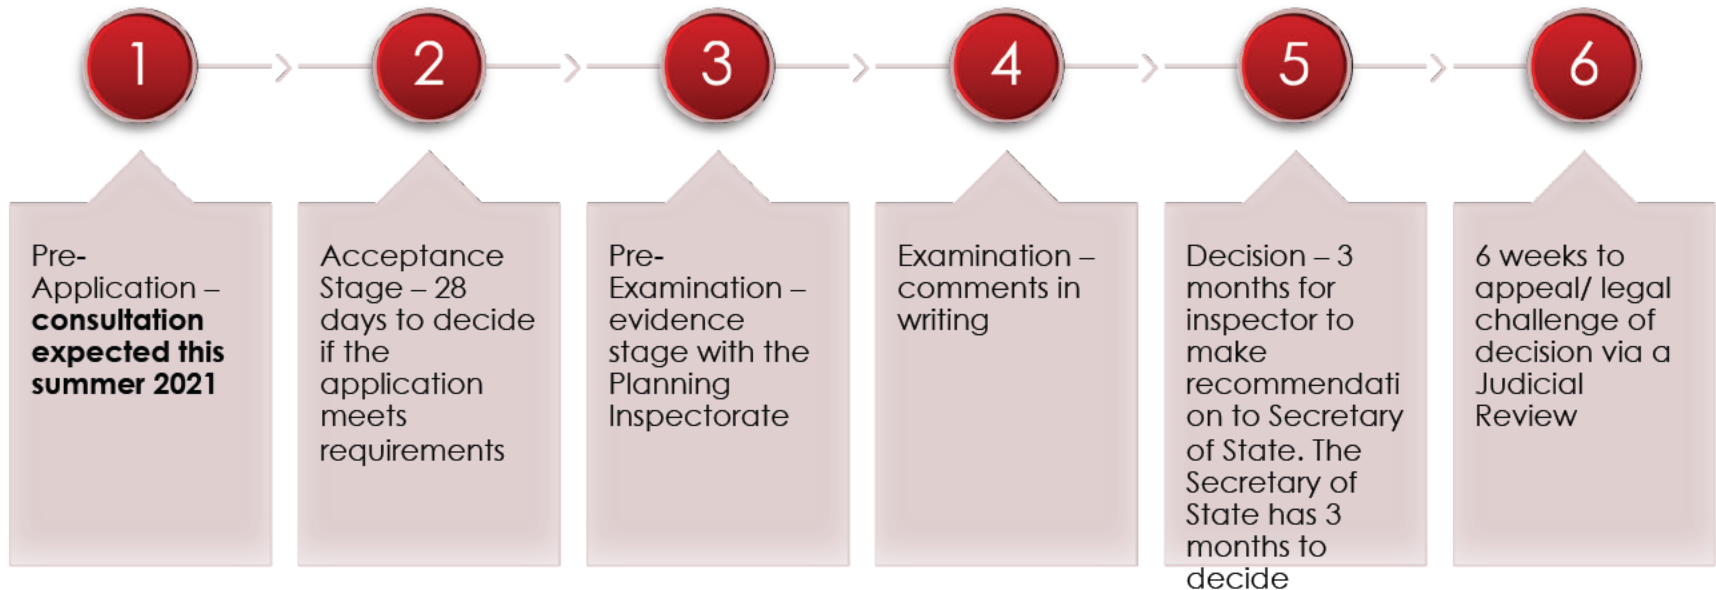 1
2
3
4
5
6
Pre-
Application –
consultation
expected this
summer 2021
Acceptance
Stage – 28
days to decide
if the
application
meets
requirements
Pre-
Examination –
evidence
stage with the
Planning
Inspectorate
Examination –
comments in
writing
Decision – 3
months for
inspector to
make
recommendati
on to Secretary
of State. The
Secretary of
State has 3
months to
decide
6 weeks to
appeal/ legal
challenge of
decision via a
Judicial
Review